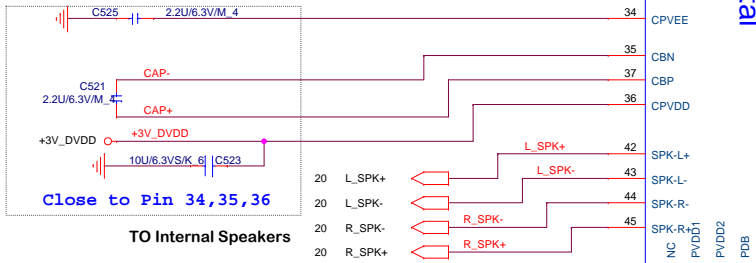 C525 2.2U/6.3V/M_4 34 CPVEE
tal
35 CBN
CAP- 37 CBP
C521
2.2U/6.3V/M_4
CAP+ 36 CPVDD
+3V_DVDD +3V_DVDD
10U/6.3VS/K_6 C523
L_SPK+ 42 SPK-L+
20 L_SPK+ L_SPK- 43 SPK-L-
Close to Pin 34,35,36
20 L_SPK- 44 SPK-R-
TO Internal Speakers
20 R_SPK- R_SPK- 45 SPK-R+
20 R_SPK+ R_SPK+
NC
PVDD1
PVDD2
PDB